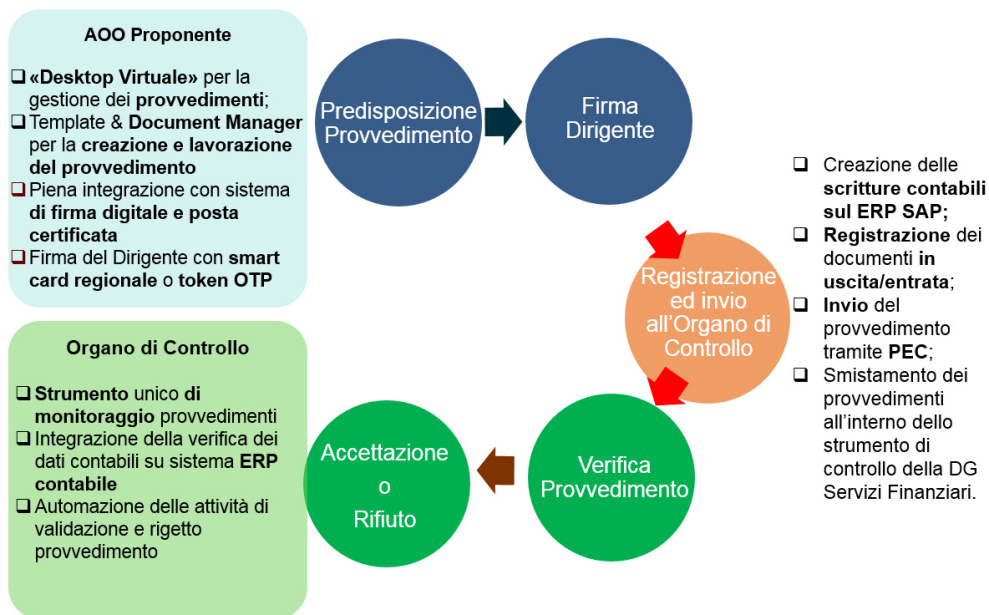 AOO Proponente
❑ «Desktop Virtuale» per la
gestione dei provvedimenti;
❑ Template & Document Manager
per la creazione e lavorazione
del provvedimento
❑ Piena integrazione con sistema
di firma digitale e posta
certificata
❑ Firma del Dirigente con smart
card regionale o token OTP
Predisposizione
Provvedimento
Firma
Dirigente
Registrazione
ed invio
all'Organo di
Controllo
❑ Creazione delle
scritture contabili
sul ERP SAP;
❑ Registrazione dei
documenti in
uscita/entrata;
❑ Invio del
provvedimento
tramite PEC;
❑ Smistamento dei
provvedimenti
all'interno dello
strumento di
controllo della DG
Servizi Finanziari.
Organo di Controllo
❑ Strumento unico di
monitoraggio provvedimenti
❑ Integrazione della verifica dei
dati contabili su sistema ERP
contabile
❑ Automazione delle attività di
validazione e rigetto
provvedimento
Accettazione
o
Rifiuto
Verifica
Provvedimento